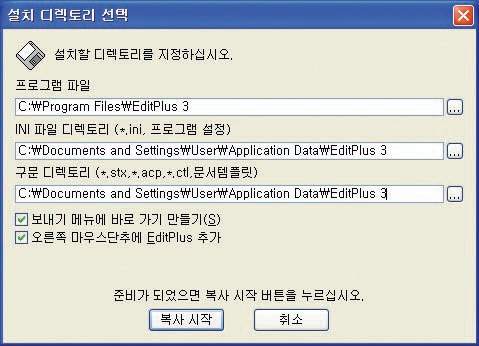 설치 디렉토리 선택
설치할 디렉토리를 지정하십시오.
프로그램 파일
C:₩Program Files₩EditPlus 3
...
INI 파일 디렉토리 (*.ini, 프로그램 설정)
C:₩Documents and Settings₩User₩Application Data₩EditPlus 3
...
구문 디렉토리 (*.stx,*.acp,*.ctl,문서템플릿)
C:₩Documents and Settings₩User₩Application Data₩EditPlus 3
...
보내기 메뉴에 바로 가기 만들기(S)
오른쪽 마우스단추에 EditPlus 추가
준비가 되었으면 복사 시작 버튼을 누르십시오.
복사 시작 취소